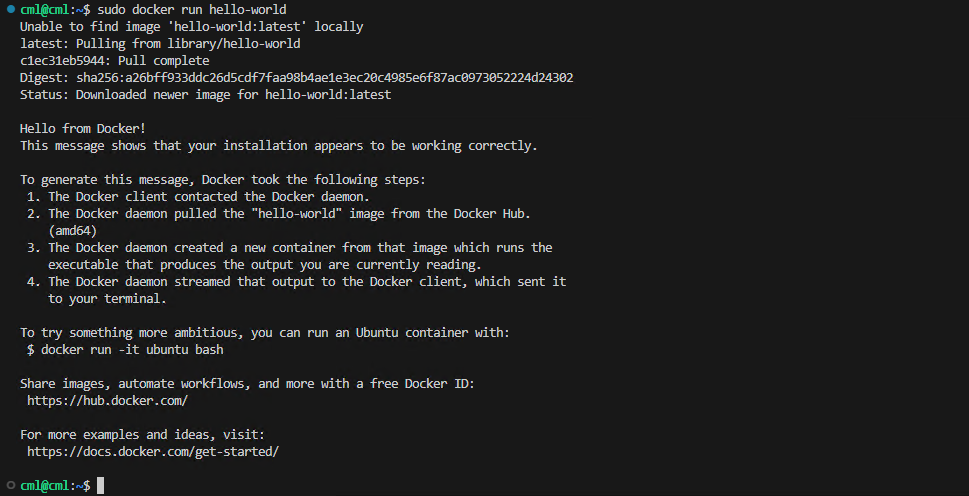 cml@cml:~$ sudo docker run hello-world
Unable to find image 'hello-world:latest' locally
latest: Pulling from library/hello-world
c1ec31eb5944: Pull complete
Digest: sha256:a26bff933ddc26d5cdf7faa98b4ae1e3ec20c4985e6f87ac0973052224d24302
Status: Downloaded newer image for hello-world:latest

Hello from Docker!
This message shows that your installation appears to be working correctly.

To generate this message, Docker took the following steps:
 1. The Docker client contacted the Docker daemon.
 2. The Docker daemon pulled the "hello-world" image from the Docker Hub.
    (amd64)
 3. The Docker daemon created a new container from that image which runs the
    executable that produces the output you are currently reading.
 4. The Docker daemon streamed that output to the Docker client, which sent it
    to your terminal.

To try something more ambitious, you can run an Ubuntu container with:
 $ docker run -it ubuntu bash

Share images, automate workflows, and more with a free Docker ID:
 https://hub.docker.com/

For more examples and ideas, visit:
 https://docs.docker.com/get-started/

cml@cml:~$